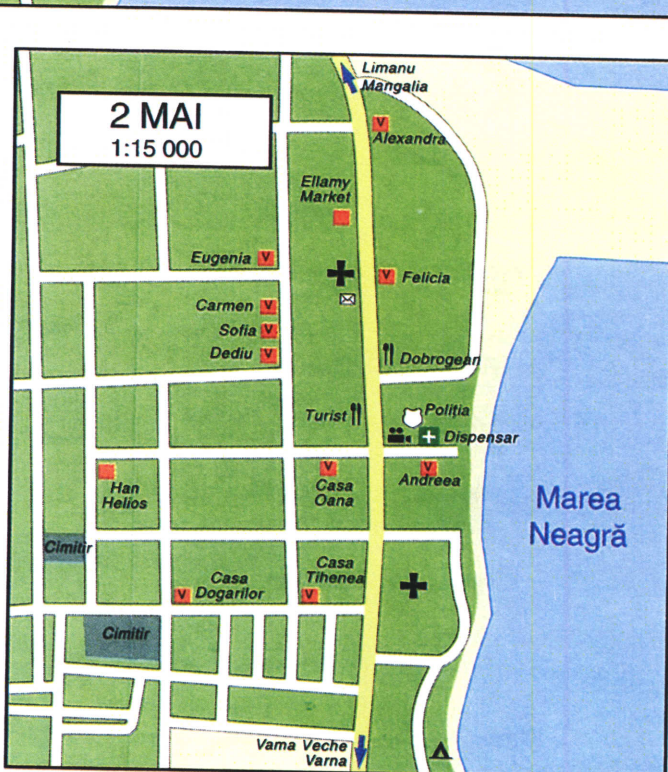 2 MAI
1:15 000
Limanu
Mangalia
V
Alexandra
Ellamy
Market
Eugenia V
V Felicia
Carmen V
Sofia V
Dediu V
Dobrogean
Turist
Poliția
Dispensar
Han
Helios
V
Casa
Oana
V
Andreea
Marea
Neagră
Cimitir
Casa
Dogarilor
V
Casa
Tihenea
V
Cimitir
Vama Veche
Varna